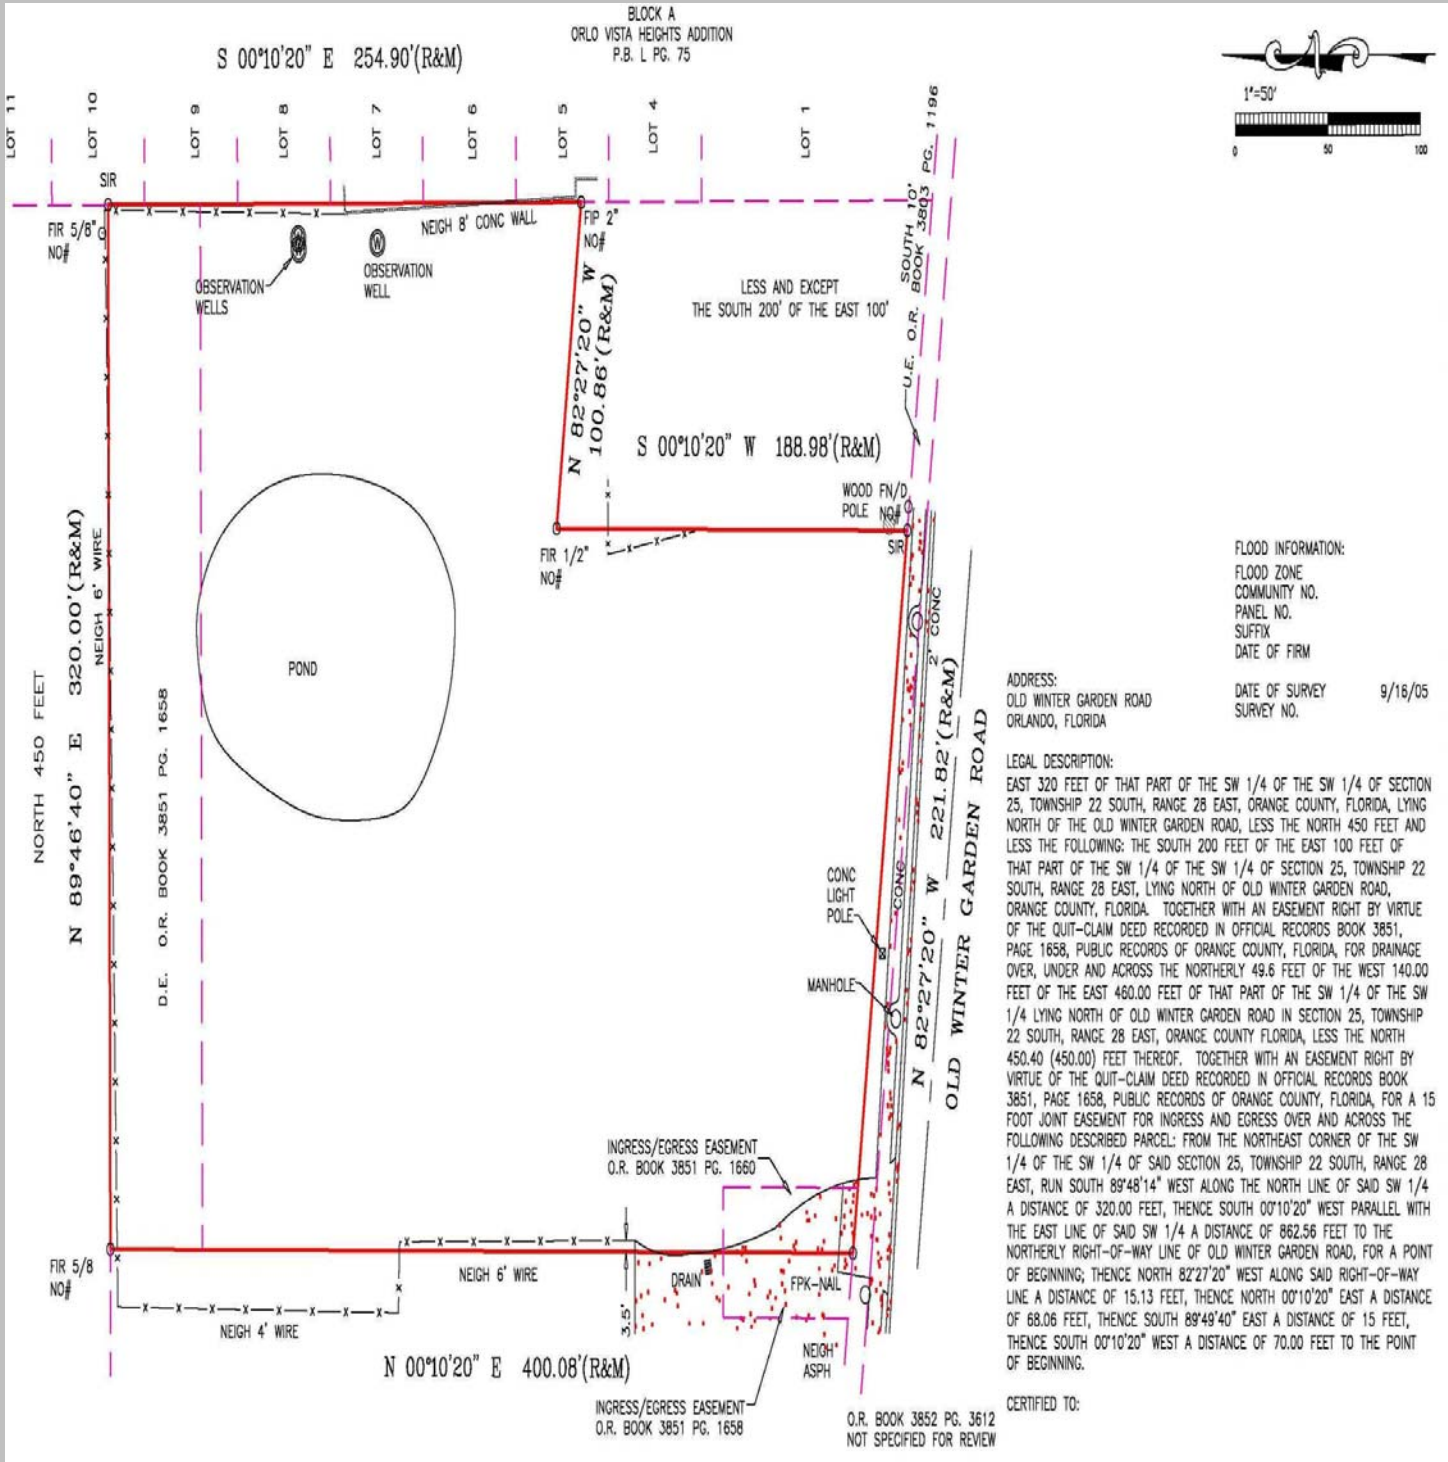 BLOCK A
ORLO VISTA HEIGHTS ADDITION
P.B. L PG. 75
S 00°10'20" E 254.90'(R&M)
1"=50'
0 50 100
LOT 11
LOT 10
LOT 9
LOT 8
LOT 7
LOT 6
LOT 5
LOT 4
LOT 1
SOUTH 10'
U.E. O.R. BOOK 3803 PG. 1196
SIR
FIR 5/8"
NO#
NEIGH 8' CONC WALL
FIP 2"
NO#
OBSERVATION
WELLS
W
OBSERVATION
WELL
LESS AND EXCEPT
THE SOUTH 200' OF THE EAST 100'
N 82°27'20" W
100.86'(R&M)
S 00°10'20" W 188.98'(R&M)
WOOD
POLE
FN/D
NO#
SIR
FIR 1/2"
NO#
NORTH 450 FEET
N 89°46'40" E 320.00'(R&M)
NEIGH 6' WIRE
D.E. O.R. BOOK 3851 PG. 1658
POND
2' CONC
CONC
N 82°27'20" W 221.82'(R&M)
OLD WINTER GARDEN ROAD
CONC
LIGHT
POLE
MANHOLE
INGRESS/EGRESS EASEMENT
O.R. BOOK 3851 PG. 1660
FIR 5/8
NO#
NEIGH 6' WIRE
NEIGH 4' WIRE
3.5'
DRAIN
FPK-NAIL
NEIGH
ASPH
N 00°10'20" E 400.08'(R&M)
INGRESS/EGRESS EASEMENT
O.R. BOOK 3851 PG. 1658
O.R. BOOK 3852 PG. 3612
NOT SPECIFIED FOR REVIEW
FLOOD INFORMATION:
FLOOD ZONE
COMMUNITY NO.
PANEL NO.
SUFFIX
DATE OF FIRM
DATE OF SURVEY 9/16/05
SURVEY NO.
ADDRESS:
OLD WINTER GARDEN ROAD
ORLANDO, FLORIDA
LEGAL DESCRIPTION:
EAST 320 FEET OF THAT PART OF THE SW 1/4 OF THE SW 1/4 OF SECTION
25, TOWNSHIP 22 SOUTH, RANGE 28 EAST, ORANGE COUNTY, FLORIDA, LYING
NORTH OF THE OLD WINTER GARDEN ROAD, LESS THE NORTH 450 FEET AND
LESS THE FOLLOWING: THE SOUTH 200 FEET OF THE EAST 100 FEET OF
THAT PART OF THE SW 1/4 OF THE SW 1/4 OF SECTION 25, TOWNSHIP 22
SOUTH, RANGE 28 EAST, LYING NORTH OF OLD WINTER GARDEN ROAD,
ORANGE COUNTY, FLORIDA. TOGETHER WITH AN EASEMENT RIGHT BY VIRTUE
OF THE QUIT-CLAIM DEED RECORDED IN OFFICIAL RECORDS BOOK 3851,
PAGE 1658, PUBLIC RECORDS OF ORANGE COUNTY, FLORIDA, FOR DRAINAGE
OVER, UNDER AND ACROSS THE NORTHERLY 49.6 FEET OF THE WEST 140.00
FEET OF THE EAST 460.00 FEET OF THAT PART OF THE SW 1/4 OF THE SW
1/4 LYING NORTH OF OLD WINTER GARDEN ROAD IN SECTION 25, TOWNSHIP
22 SOUTH, RANGE 28 EAST, ORANGE COUNTY FLORIDA, LESS THE NORTH
450.40 (450.00) FEET THEREOF. TOGETHER WITH AN EASEMENT RIGHT BY
VIRTUE OF THE QUIT-CLAIM DEED RECORDED IN OFFICIAL RECORDS BOOK
3851, PAGE 1658, PUBLIC RECORDS OF ORANGE COUNTY, FLORIDA, FOR A 15
FOOT JOINT EASEMENT FOR INGRESS AND EGRESS OVER AND ACROSS THE
FOLLOWING DESCRIBED PARCEL: FROM THE NORTHEAST CORNER OF THE SW
1/4 OF THE SW 1/4 OF SAID SECTION 25, TOWNSHIP 22 SOUTH, RANGE 28
EAST, RUN SOUTH 89°48'14" WEST ALONG THE NORTH LINE OF SAID SW 1/4
A DISTANCE OF 320.00 FEET, THENCE SOUTH 00°10'20" WEST PARALLEL WITH
THE EAST LINE OF SAID SW 1/4 A DISTANCE OF 862.56 FEET TO THE
NORTHERLY RIGHT-OF-WAY LINE OF OLD WINTER GARDEN ROAD, FOR A POINT
OF BEGINNING; THENCE NORTH 82°27'20" WEST ALONG SAID RIGHT-OF-WAY
LINE A DISTANCE OF 15.13 FEET, THENCE NORTH 00°10'20" EAST A DISTANCE
OF 68.06 FEET, THENCE SOUTH 89°49'40" EAST A DISTANCE OF 15 FEET,
THENCE SOUTH 00°10'20" WEST A DISTANCE OF 70.00 FEET TO THE POINT
OF BEGINNING.
CERTIFIED TO: